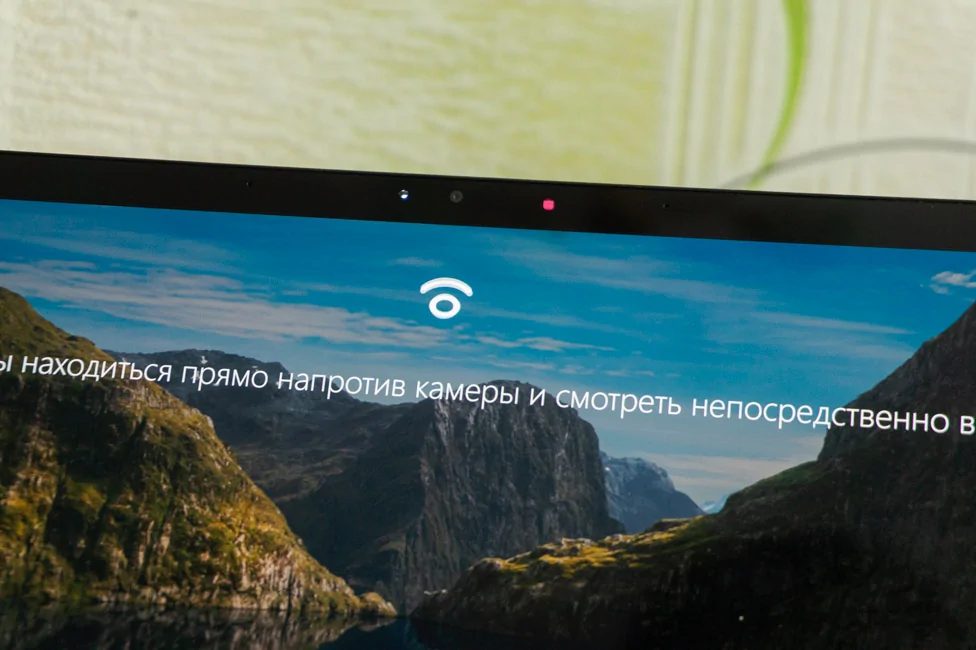 находиться прямо напротив камеры и смотреть непосредственно в